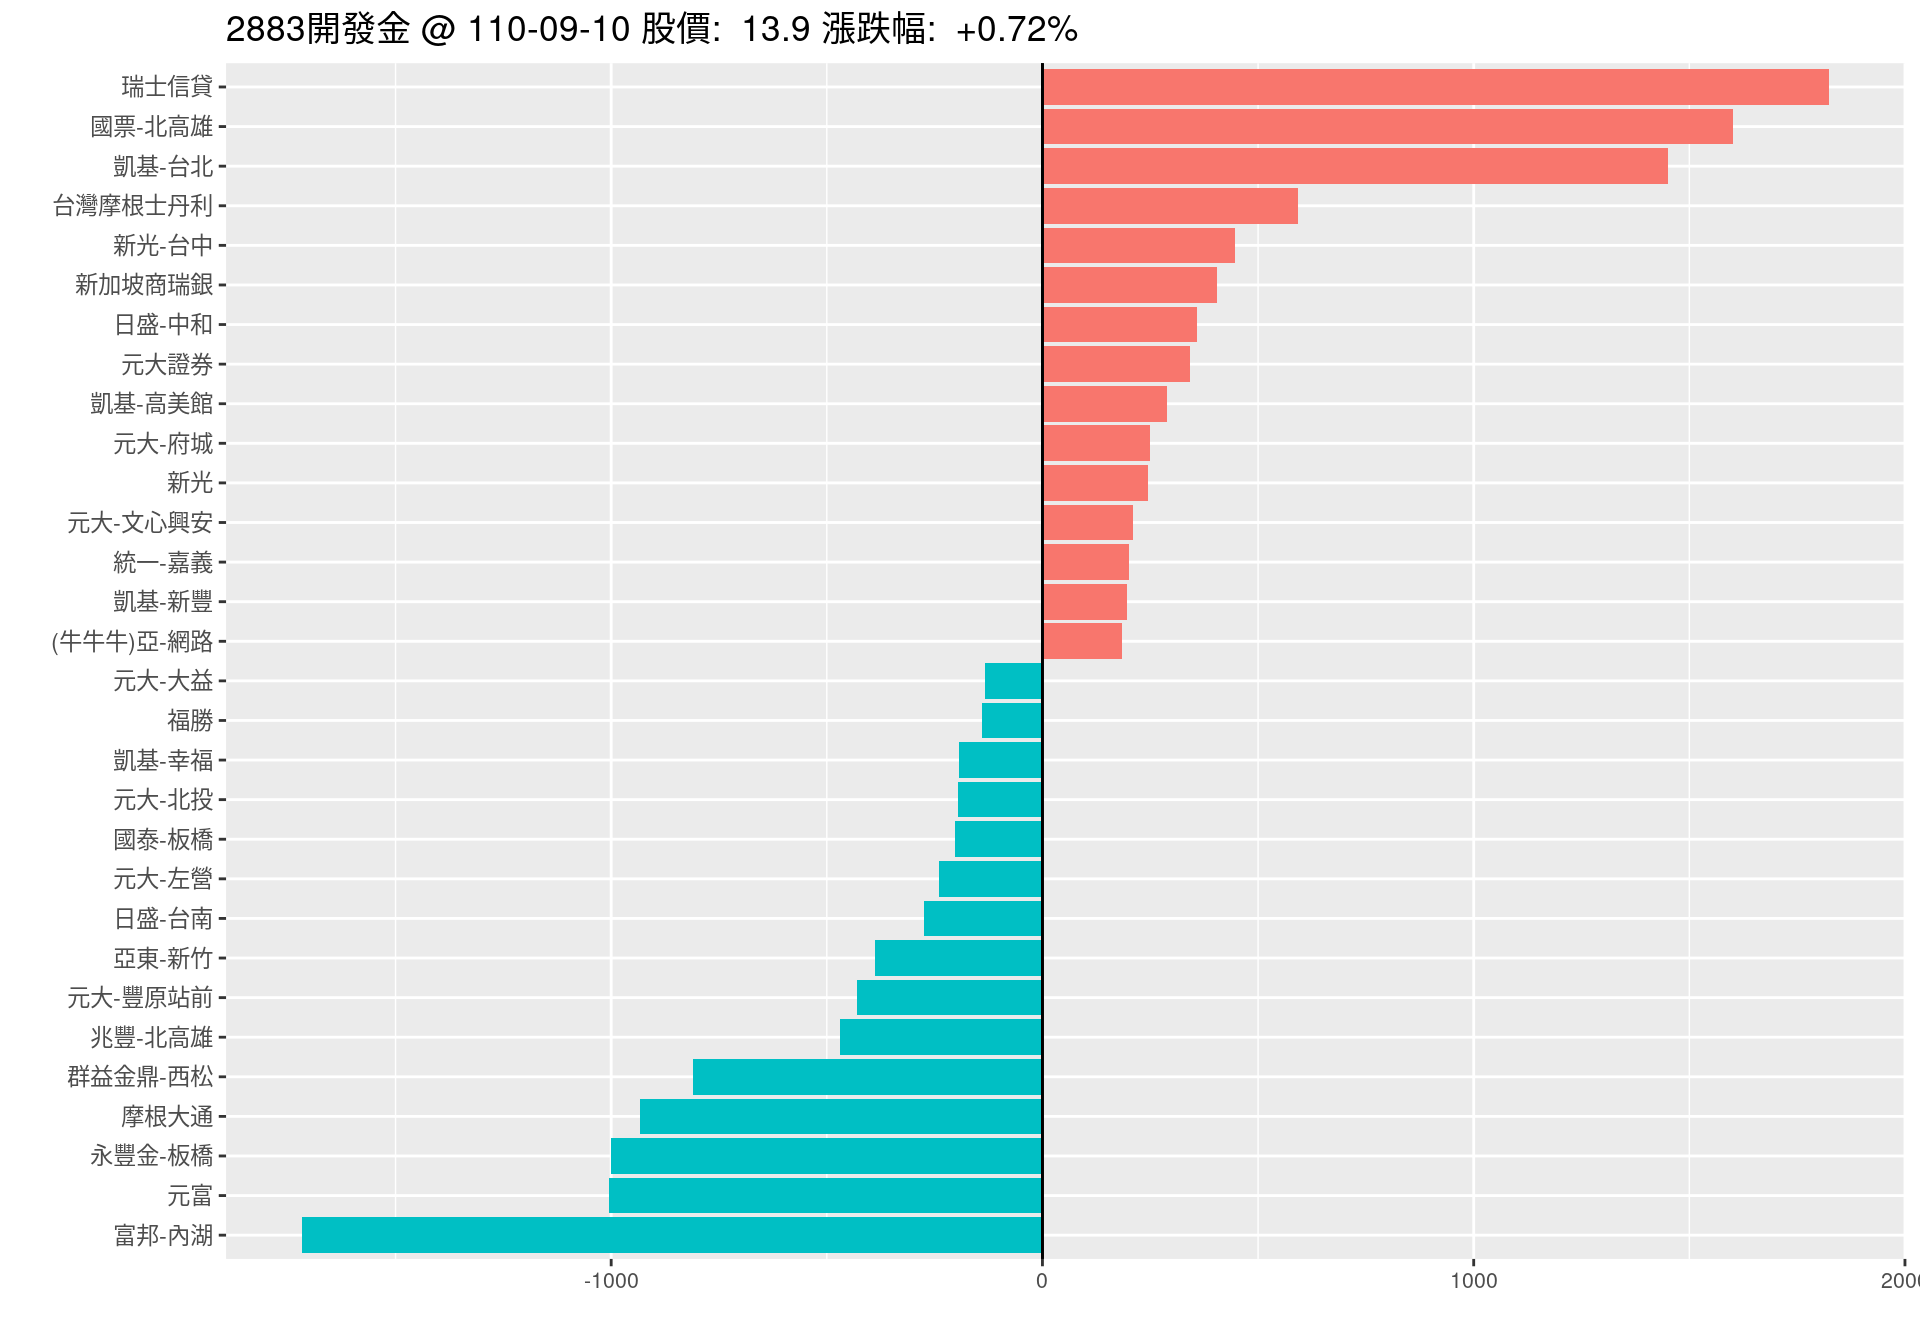 2883開發金 @ 110-09-10 股價:  13.9 漲跌幅:  +0.72%
瑞士信貸
國票-北高雄
凱基-台北
台灣摩根士丹利
新光-台中
新加坡商瑞銀
日盛-中和
元大證券
凱基-高美館
元大-府城
新光
元大-文心興安
統一-嘉義
凱基-新豐
(牛牛牛)亞-網路
元大-大益
福勝
凱基-幸福
元大-北投
國泰-板橋
元大-左營
日盛-台南
亞東-新竹
元大-豐原站前
兆豐-北高雄
群益金鼎-西松
摩根大通
永豐金-板橋
元富
富邦-內湖
-1000 0 1000 2000